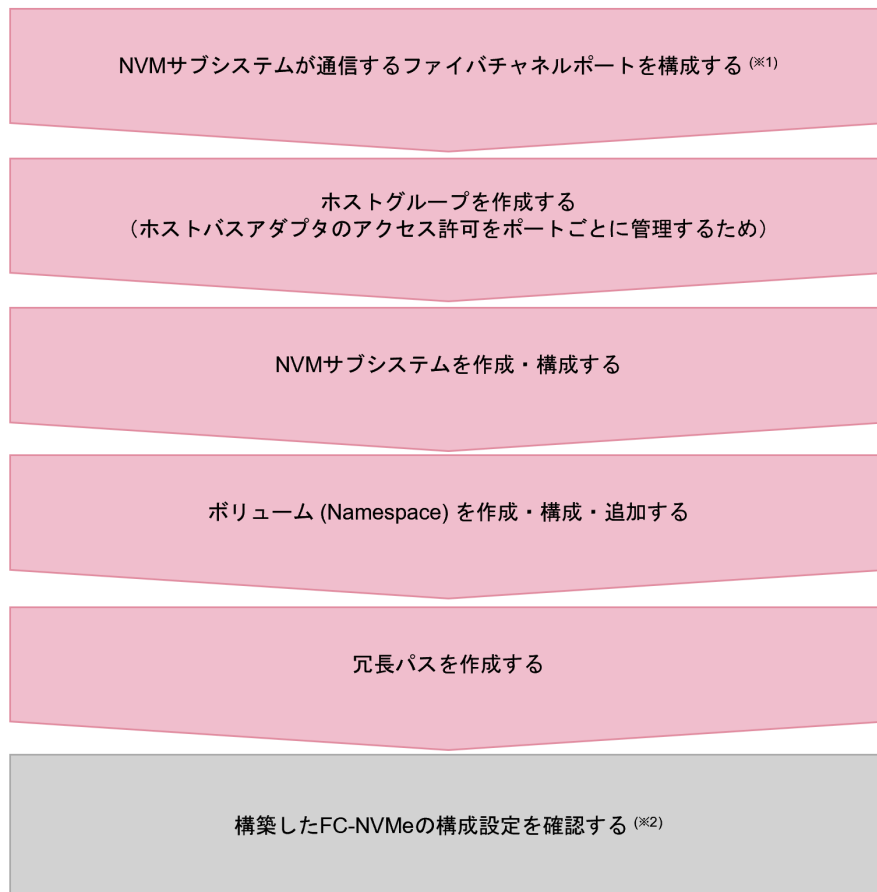 NVMサブシステムが通信するファイバチャネルポートを構成する (※1)
ホストグループを作成する
（ホストバスアダプタのアクセス許可をポートごとに管理するため）
NVMサブシステムを作成・構成する
ボリューム (Namespace) を作成・構成・追加する
冗長パスを作成する
構築したFC-NVMeの構成設定を確認する (※2)